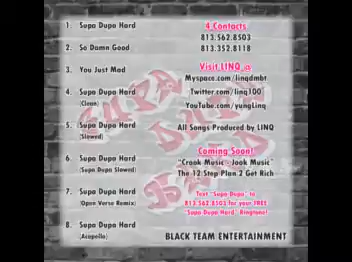 1. Supa Dupa Hard
2. So Damn Good
3. You Just Mad
4. Supa Dupa Hard
(Clean)
5. Supa Dupa Hard
(Slowed)
6. Supa Dupa Hard
(Supa Dupa Slowed)
7. Supa Dupa Hard
(Open Verse Remix)
8. Supa Dupa Hard
(Acapella)
4 Contacts
813.562.8503
813.352.8118
Visit LINQ @
Myspace.com/linqdmbt
Twitter.com/linq100
YouTube.com/yungLinq
All Songs Produced by LINQ
Coming Soon!
"Crook Music - Jook Music"
The 12 Step Plan 2 Get Rich
Text "Supa Dupa" to
813.562.8503 for your FREE
"Supa Dupa Hard" Ringtone!
BLACK TEAM ENTERTAINMENT
SUPA
DUPA
HARD